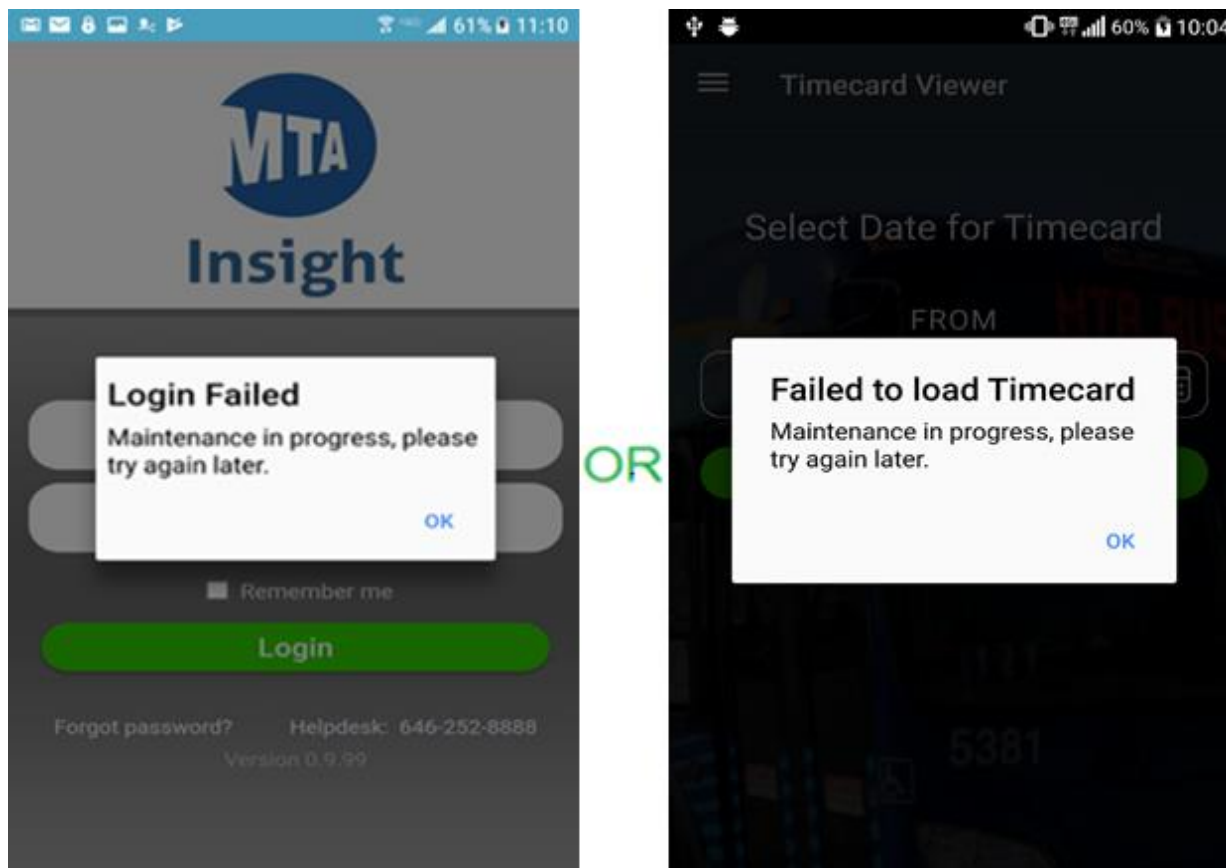 61% 11:10
MTA
Insight
Login Failed
Maintenance in progress, please
try again later.
OK
Remember me
Login
Forgot password? Helpdesk: 646-252-8888
Version 0.9.99
OR
60% 10:04
Timecard Viewer
Select Date for Timecard
FROM
MTA BUS
Failed to load Timecard
Maintenance in progress, please
try again later.
OK
5381